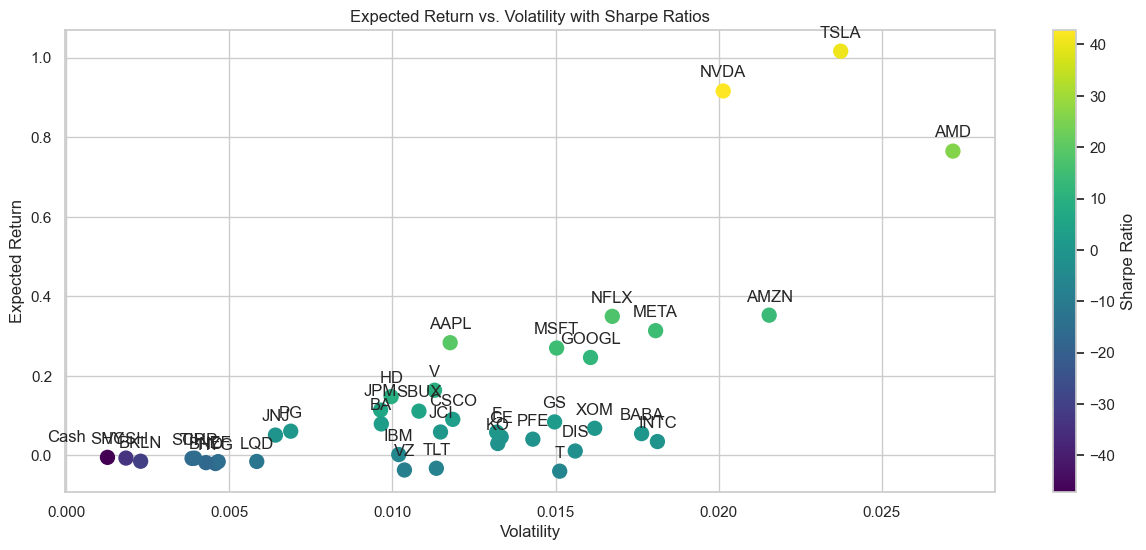 Expected Return vs. Volatility with Sharpe Ratios
TSLA
NVDA
AMD
AMZN
NFLX
META
MSFT
GOOGL
AAPL
V
HD
JPM
SBUX
BA
CSCO
JCI
PG
JNJ
GS
XOM
BABA
INTC
F
GE
KO
PFE
DIS
IBM
VZ
TLT
T
Cash
BKLN
LQD
1.0
0.8
0.6
0.4
0.2
0.0
Expected Return
0.000
0.005
0.010
0.015
0.020
0.025
Volatility
40
30
20
10
0
−10
−20
−30
−40
Sharpe Ratio